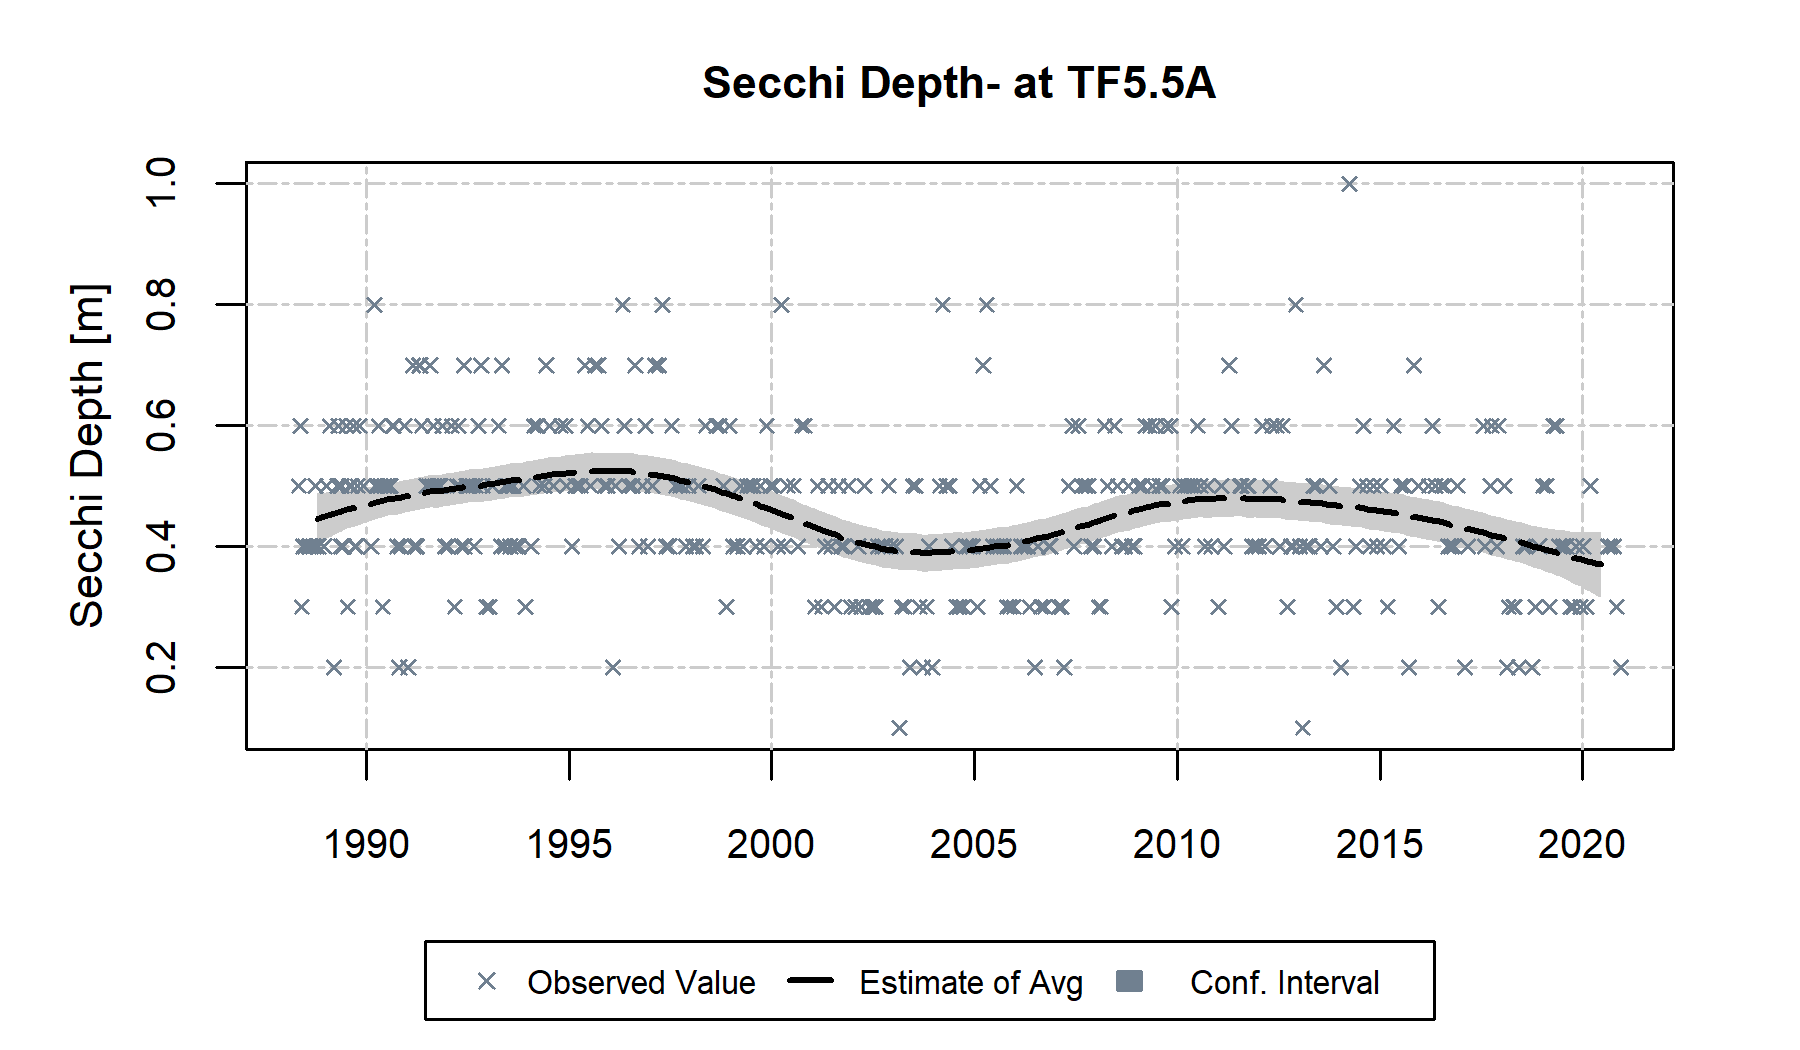 Secchi Depth- at TF5.5A
Secchi Depth [m]
1.0
0.8
0.6
0.4
0.2
1990 1995 2000 2005 2010 2015 2020
Observed Value Estimate of Avg Conf. Interval